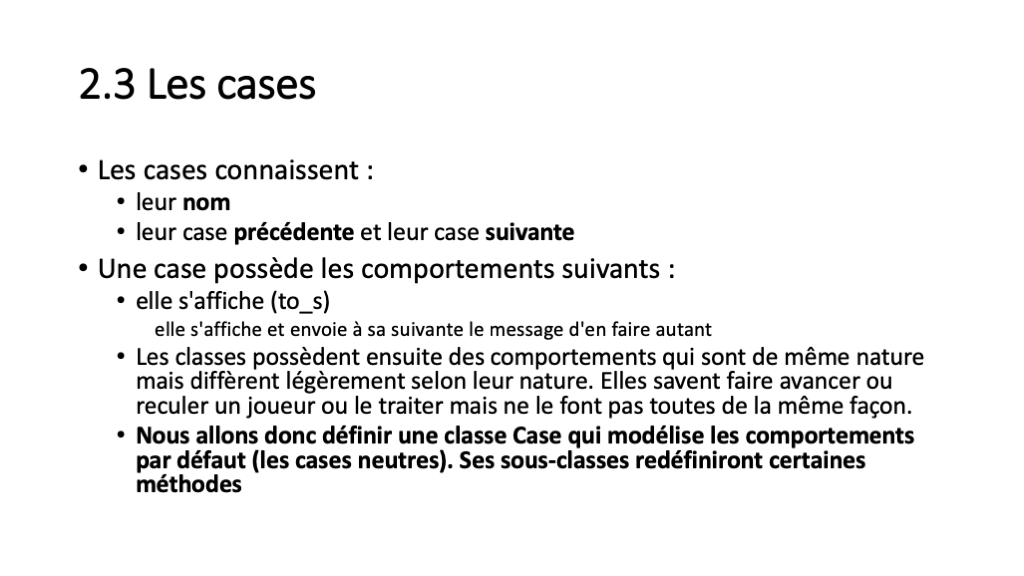 2.3 Les cases
• Les cases connaissent :
• leur nom
• leur case précédente et leur case suivante
• Une case possède les comportements suivants :
• elle s'affiche (to_s)
elle s'affiche et envoie à sa suivante le message d'en faire autant
• Les classes possèdent ensuite des comportements qui sont de même nature
mais diffèrent légèrement selon leur nature. Elles savent faire avancer ou
reculer un joueur ou le traiter mais ne le font pas toutes de la même façon.
• Nous allons donc définir une classe Case qui modélise les comportements
par défaut (les cases neutres). Ses sous-classes redéfiniront certaines
méthodes